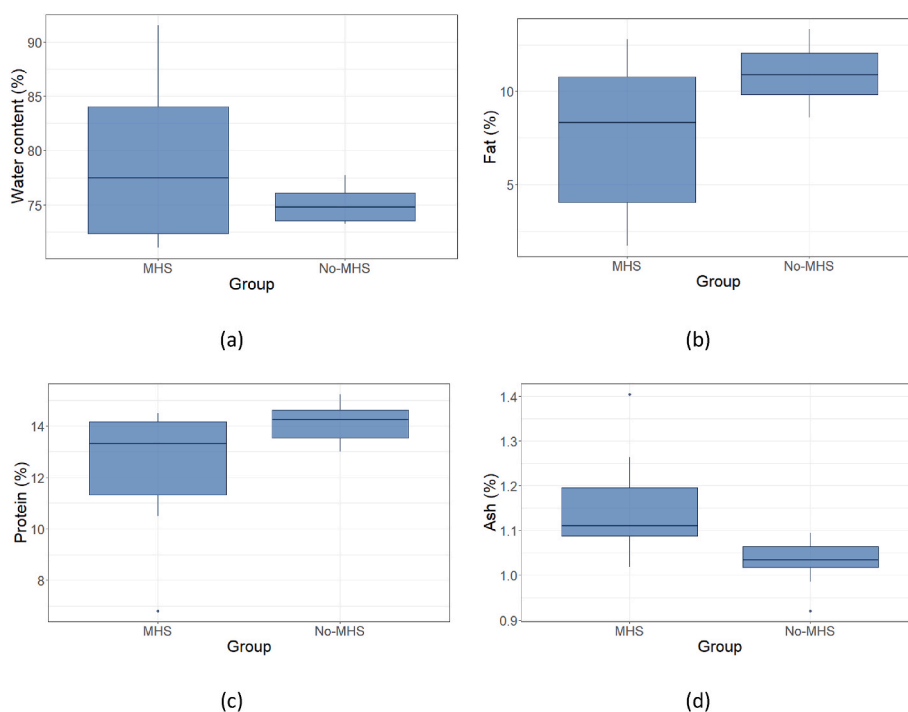 Water content (%)
90
85
80
75
MHS
No-MHS
Group
(a)
Fat (%)
10
5
MHS
No-MHS
Group
(b)
Protein (%)
14
12
10
8
MHS
No-MHS
Group
(c)
Ash (%)
1.4
1.3
1.2
1.1
1.0
0.9
MHS
No-MHS
Group
(d)